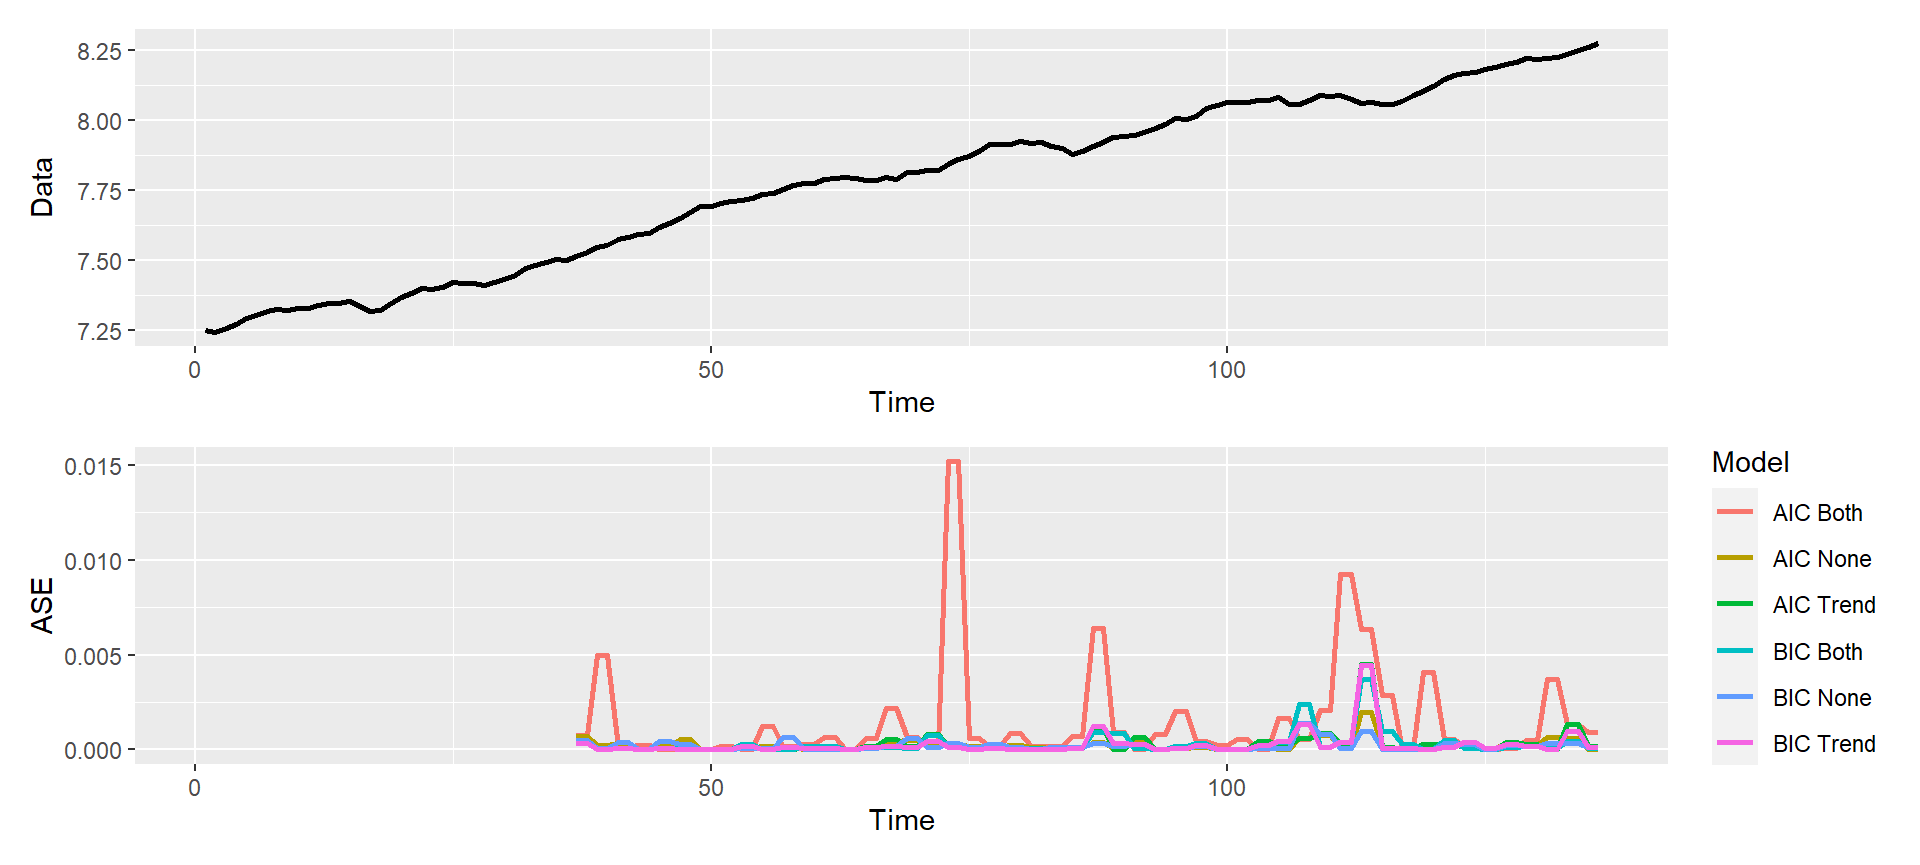 8.25
8.00
7.75
7.50
7.25
Data
0
50
100
Time
0.015
0.010
0.005
0.000
ASE
0
50
100
Time
Model
AIC Both
AIC None
AIC Trend
BIC Both
BIC None
BIC Trend